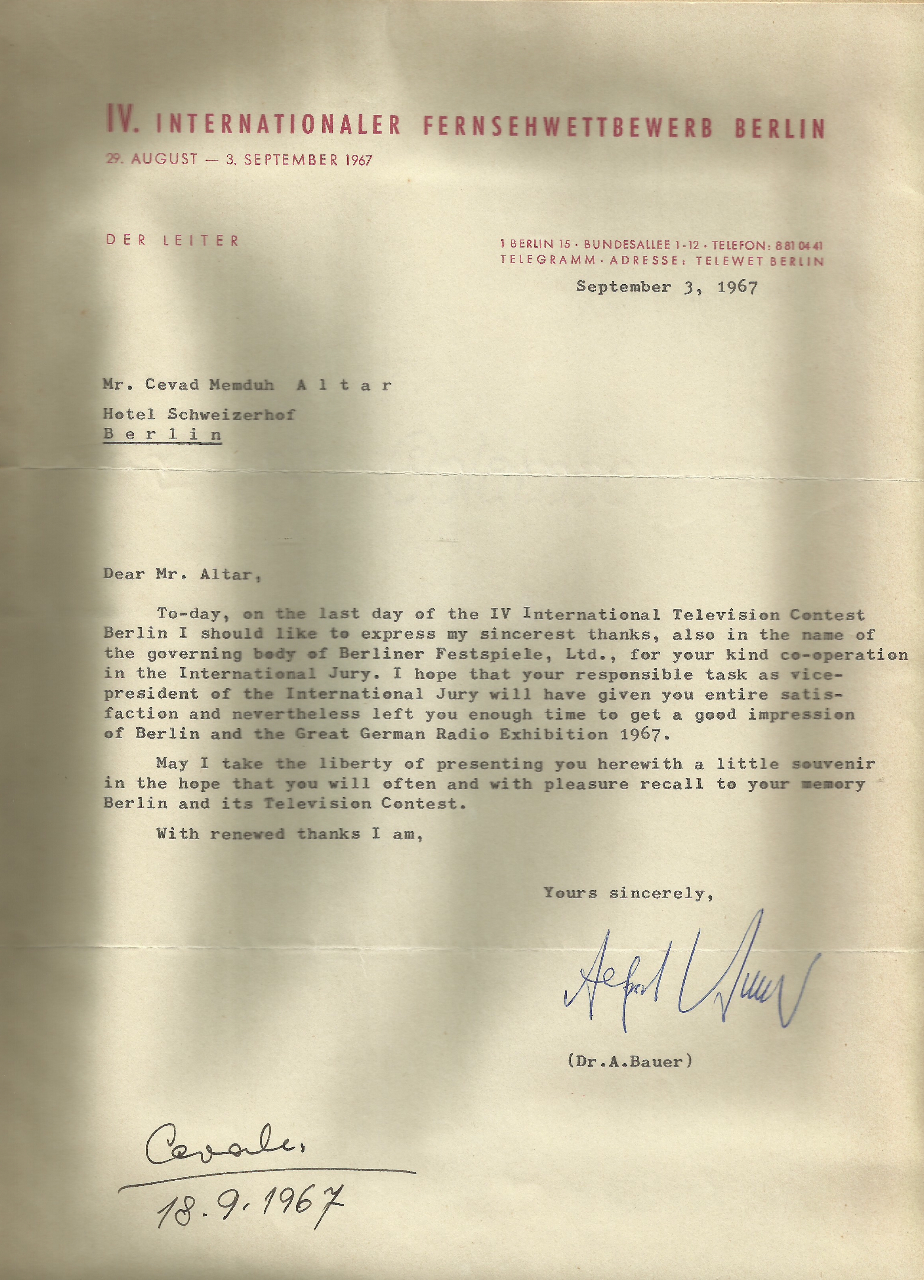 IV. INTERNATIONALER FERNSEHWETTBEWERB BERLIN
29. AUGUST — 3. SEPTEMBER 1967
DER LEITER
1 BERLIN 15 · BUNDESALLEE 1-12 · TELEFON: 881 04 41
TELEGRAMM - ADRESSE: TELEWET BERLIN
September 3, 1967
Mr. Cevad Memduh A l t a r
Hotel Schweizerhof
B e r l i n
Dear Mr. Altar,
To-day, on the last day of the IV International Television Contest
Berlin I should like to express my sincerest thanks, also in the name of
the governing body of Berliner Festspiele, Ltd., for your kind co-operation
in the International Jury. I hope that your responsible task as vice-
president of the International Jury will have given you entire satis-
faction and nevertheless left you enough time to get a good impression
of Berlin and the Great German Radio Exhibition 1967.
May I take the liberty of presenting you herewith a little souvenir
in the hope that you will often and with pleasure recall to your memory
Berlin and its Television Contest.
With renewed thanks I am,
Yours sincerely,
(Dr.A.Bauer)
18.9.1967